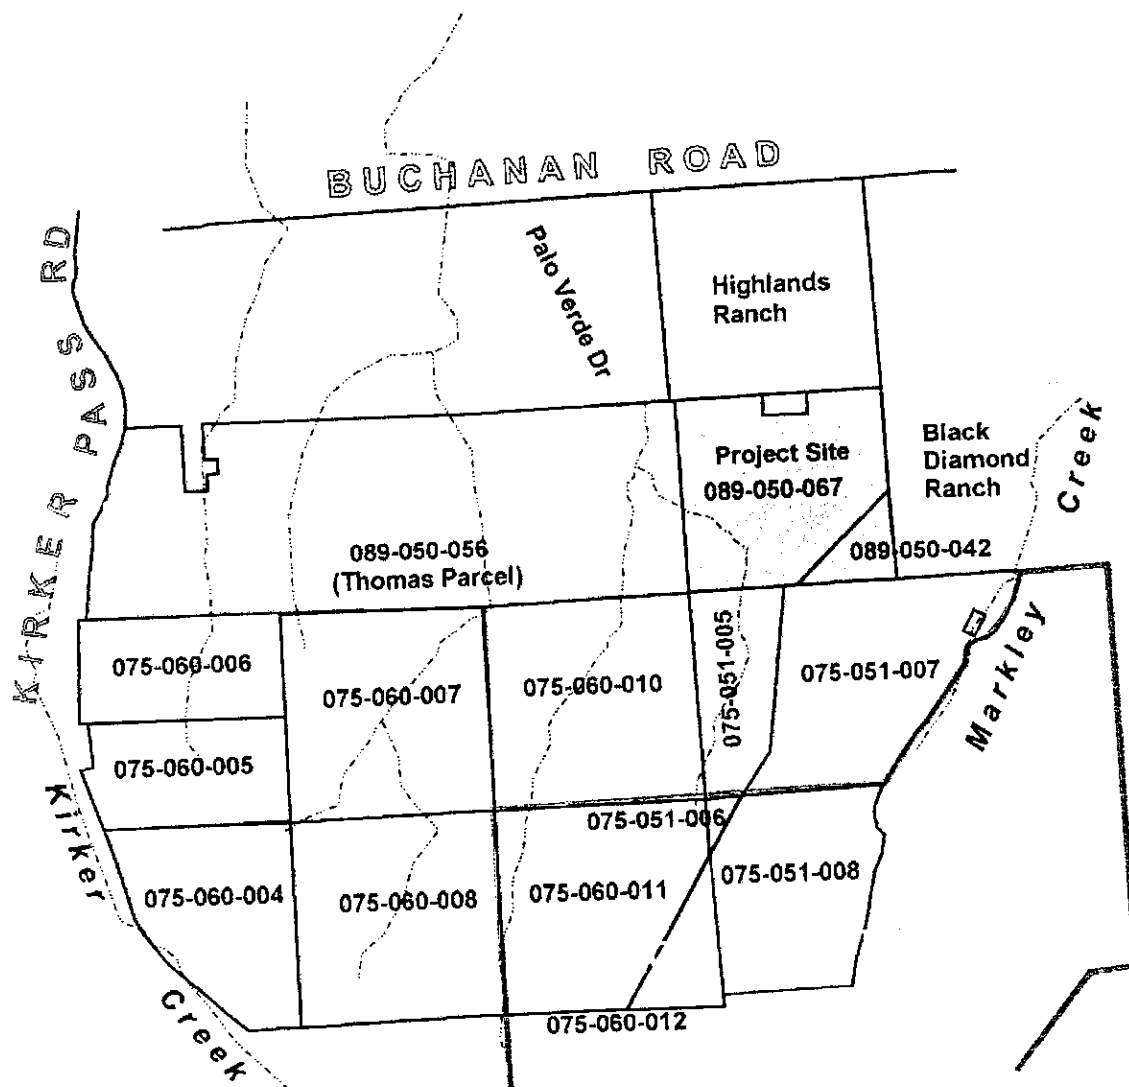 BUCHANAN ROAD
KIRKER PASS RD
Palo Verde Dr
Highlands
Ranch
Project Site
089-050-067
Black
Diamond
Ranch
Creek
Markley
089-050-042
089-050-056
(Thomas Parcel)
075-060-006
075-060-007
075-060-010
075-051-005
075-051-007
075-060-005
075-051-006
Kirker
Creek
075-060-004
075-060-008
075-060-011
075-051-008
075-060-012